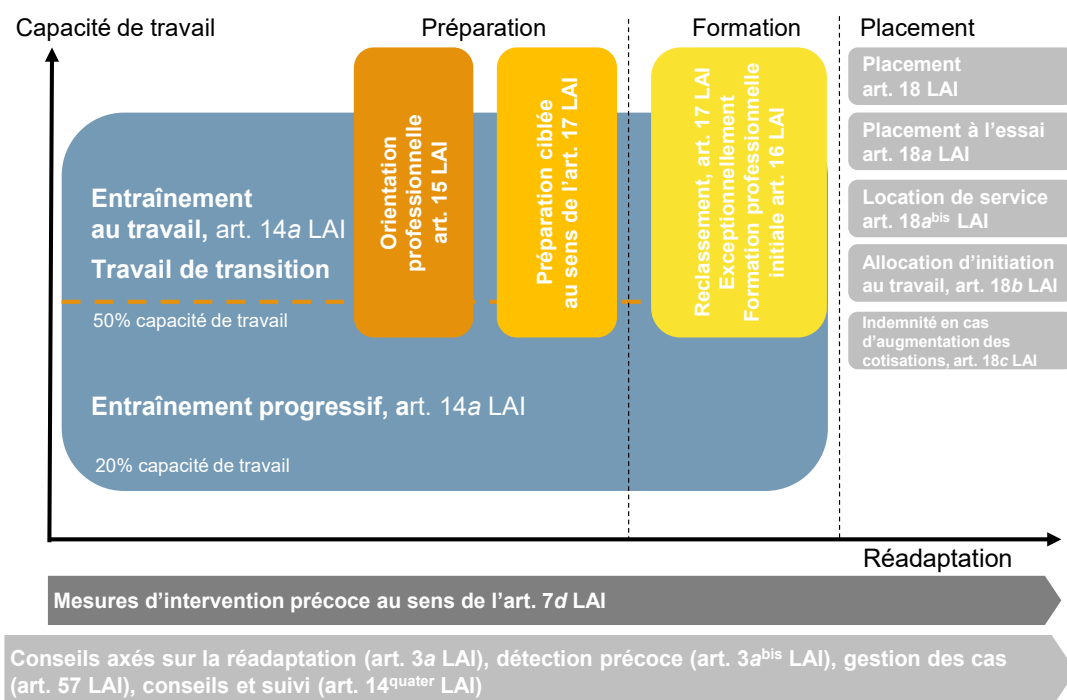 Capacité de travail
Préparation
Formation
Placement
Entraînement
au travail, art. 14a LAI
Travail de transition
50% capacité de travail
Entraînement progressif, art. 14a LAI
20% capacité de travail
Orientation
professionnelle
art. 15 LAI
Préparation ciblée
au sens de l’art. 17 LAI
Reclassement, art. 17 LAI
Exceptionnellement
Formation professionnelle
initiale art. 16 LAI
Placement
art. 18 LAI
Placement à l’essai
art. 18a LAI
Location de service
art. 18a^bis LAI
Allocation d’initiation
au travail, art. 18b LAI
Indemnité en cas
d’augmentation des
cotisations, art. 18c LAI
Réadaptation
Mesures d’intervention précoce au sens de l’art. 7d LAI
Conseils axés sur la réadaptation (art. 3a LAI), détection précoce (art. 3a^bis LAI), gestion des cas
(art. 57 LAI), conseils et suivi (art. 14^quater LAI)